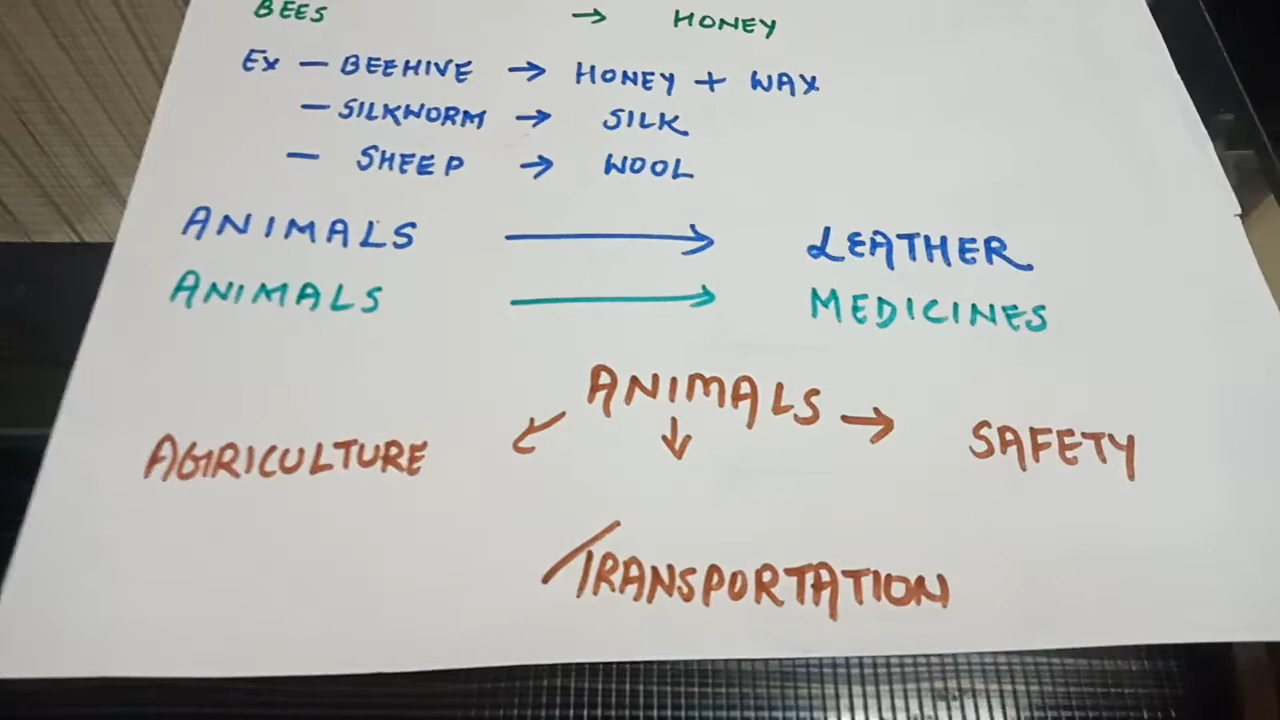 BEES → HONEY
Ex – BEEHIVE → HONEY + WAX
– SILKWORM → SILK
– SHEEP → WOOL
ANIMALS → LEATHER
ANIMALS → MEDICINES
ANIMALS
AGRICULTURE ↙ ↓ → SAFETY
TRANSPORTATION